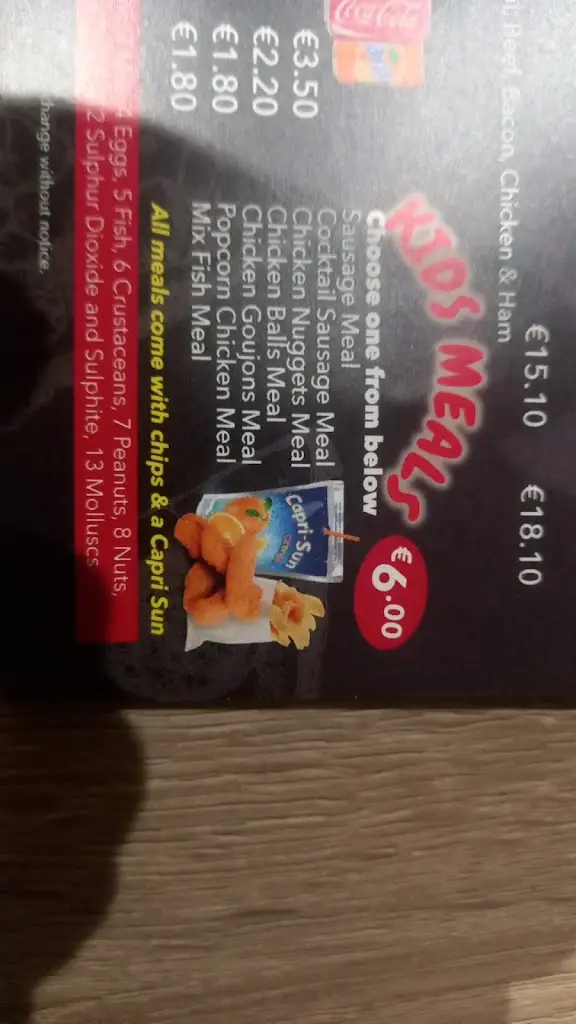 Beef, Bacon, Chicken & Ham
€15.10 €18.10
Coca-Cola
€3.50
€2.20
€1.80
€1.80
KIDS MEALS
€6.00
Choose one from below
Sausage Meal
Cocktail Sausage Meal
Chicken Nuggets Meal
Chicken Balls Meal
Chicken Goujons Meal
Popcorn Chicken Meal
Mix Fish Meal
Capri-Sun
All meals come with chips & a Capri Sun
4 Eggs, 5 Fish, 6 Crustaceans, 7 Peanuts, 8 Nuts,
2 Sulphur Dioxide and Sulphite, 13 Molluscs
change without notice.